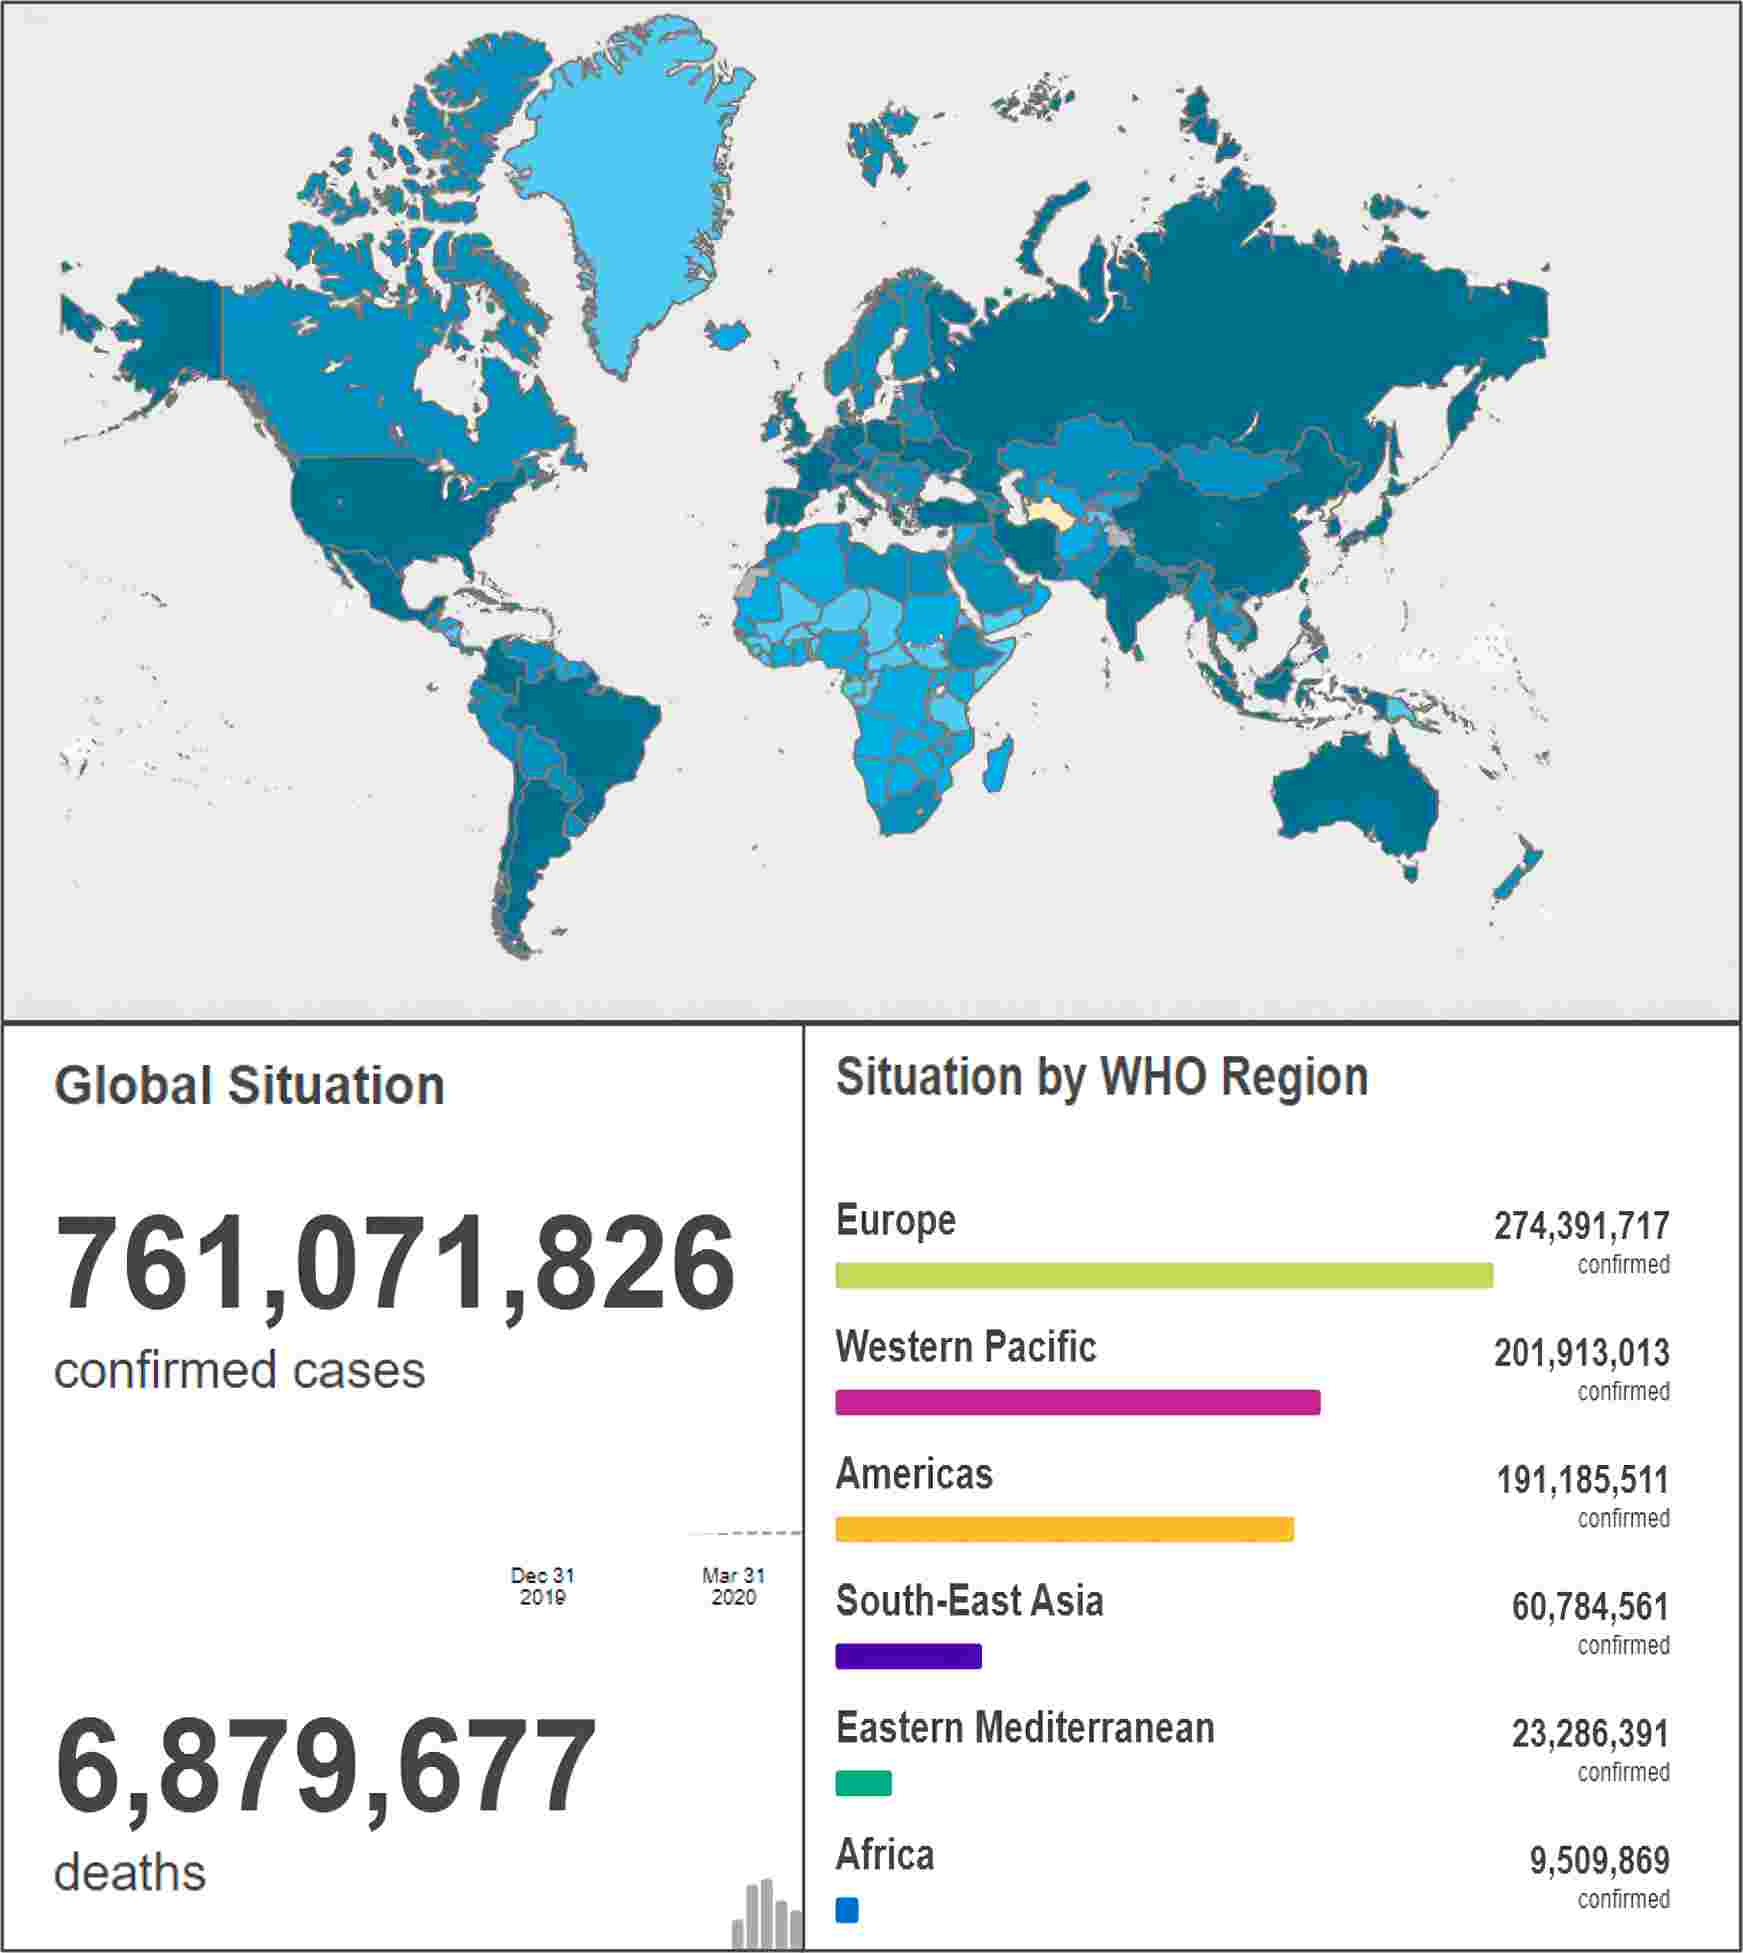 Global Situation
761,071,826
confirmed cases
Dec 31
2019
Mar 31
2020
6,879,677
deaths
Situation by WHO Region
Europe
274,391,717
confirmed
Western Pacific
201,913,013
confirmed
Americas
191,185,511
confirmed
South-East Asia
60,784,561
confirmed
Eastern Mediterranean
23,286,391
confirmed
Africa
9,509,869
confirmed